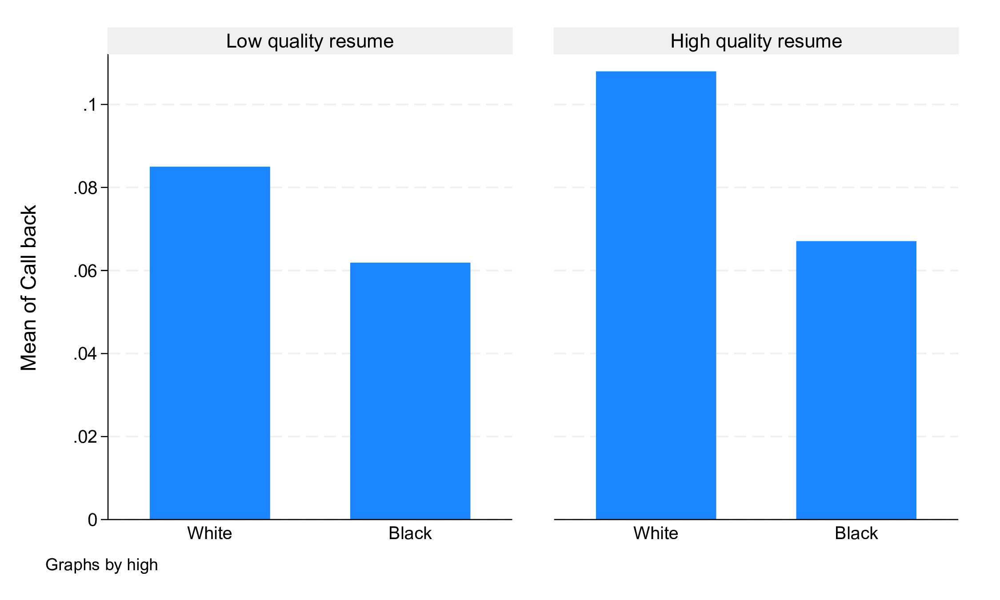 Low quality resume
High quality resume
Mean of Call back
.1
.08
.06
.04
.02
0
White
Black
White
Black
Graphs by high